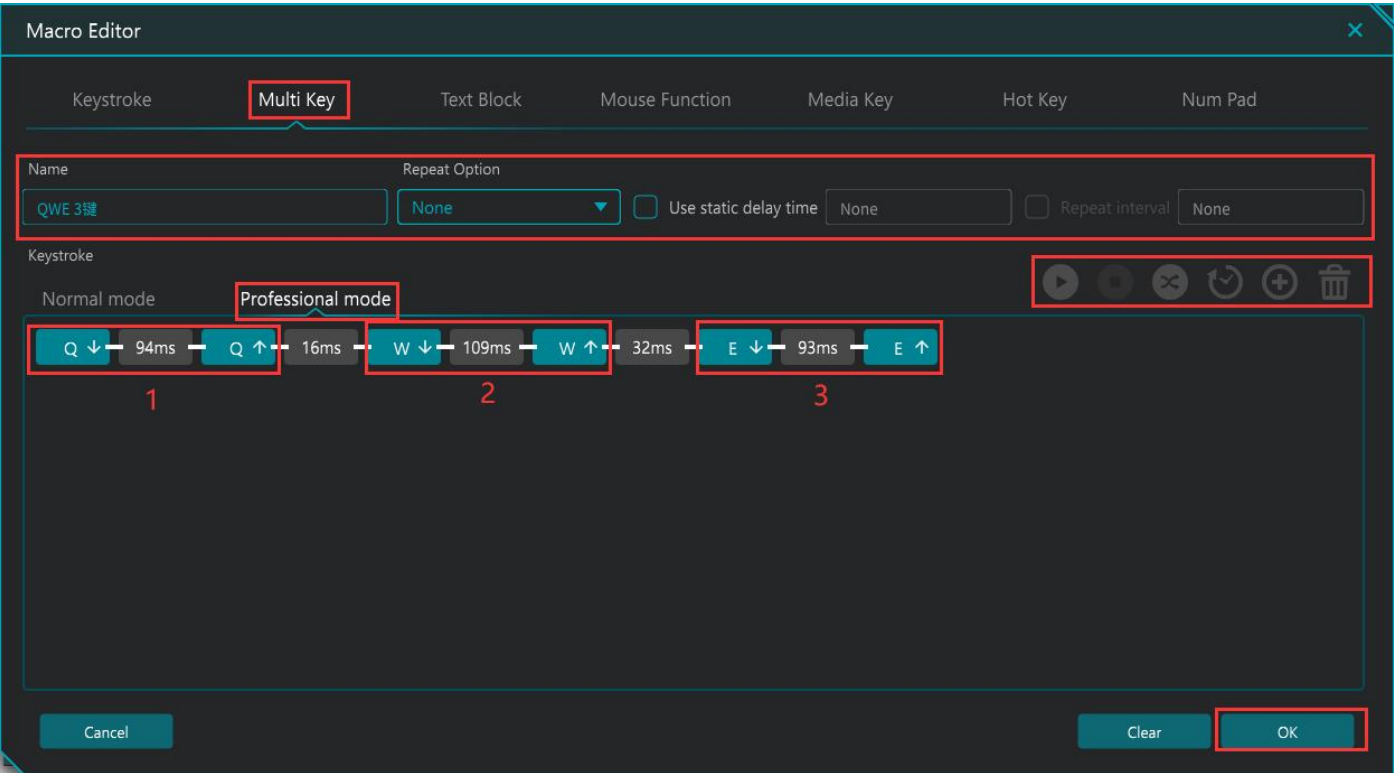 Macro Editor
Keystroke Multi Key Text Block Mouse Function Media Key Hot Key Num Pad
Name Repeat Option
QWE 3键 None Use static delay time None Repeat interval None
Keystroke
Normal mode Professional mode
Q ↓ 94ms Q ↑ 16ms W ↓ 109ms W ↑ 32ms E ↓ 93ms E ↑
1 2 3
Cancel Clear OK